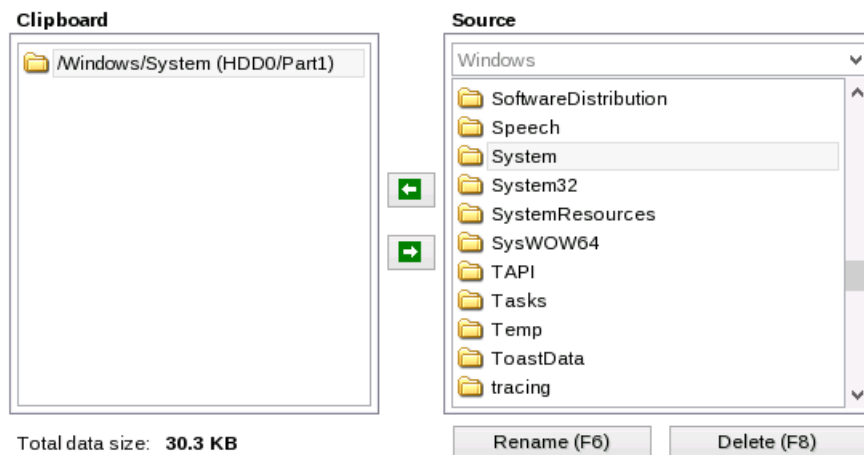 Clipboard
/Windows/System (HDD0/Part1)
Total data size: 30.3 KB
Source
Windows
SoftwareDistribution
Speech
System
System32
SystemResources
SysWOW64
TAPI
Tasks
Temp
ToastData
tracing
Rename (F6)
Delete (F8)